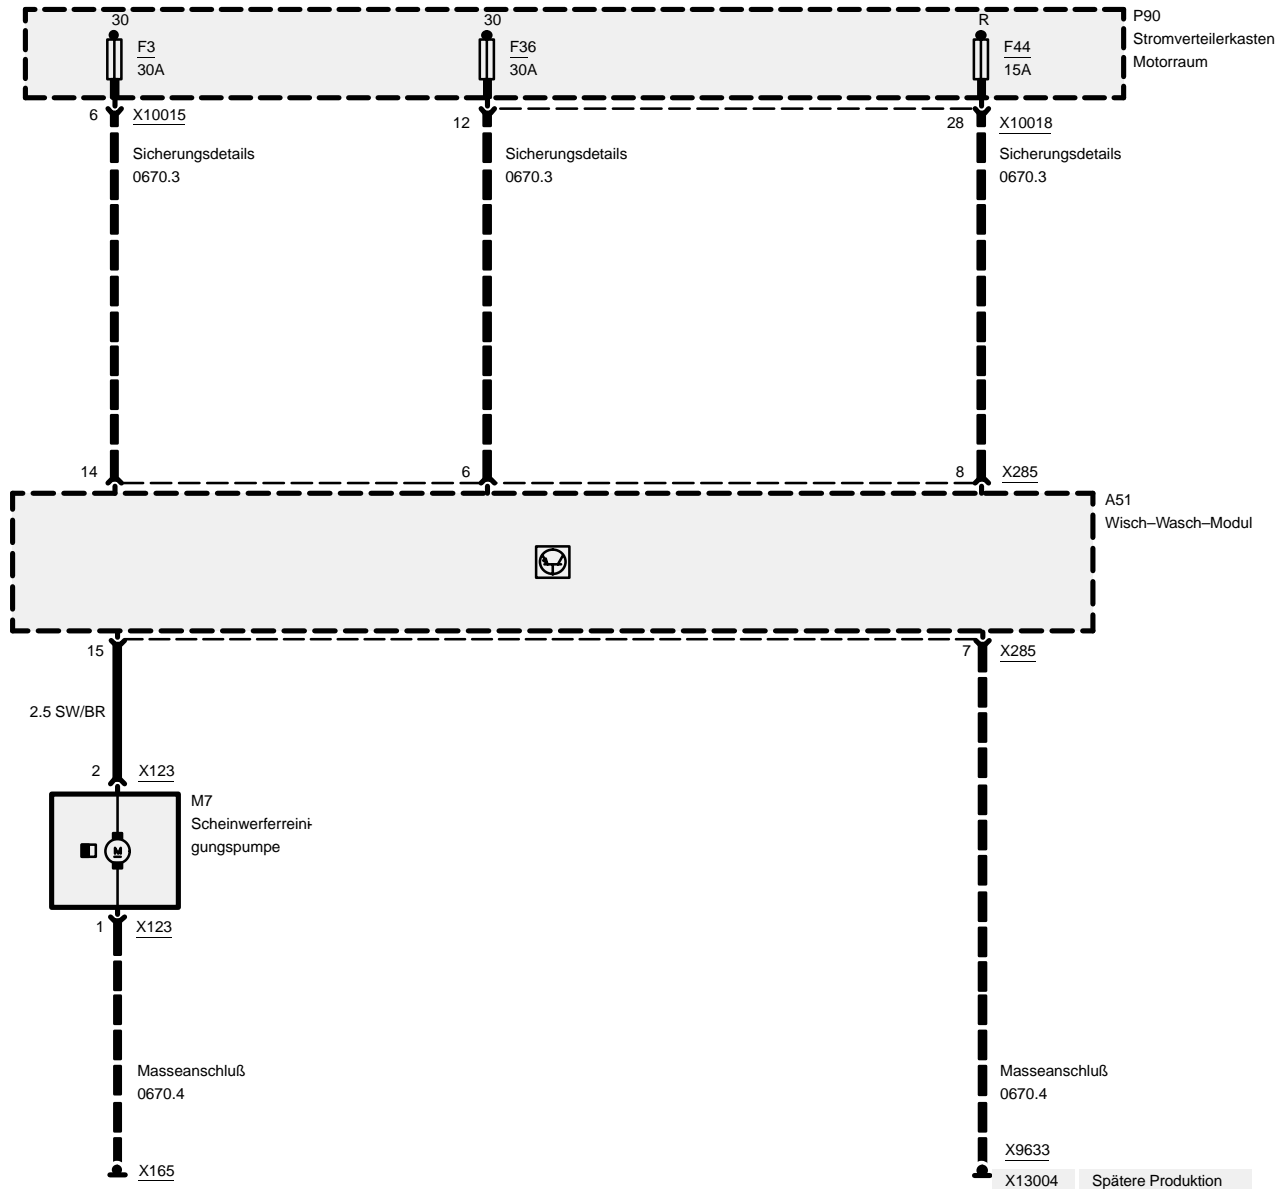 30
30
R
P90
Stromverteilerkasten
Motorraum
F3
30A
F36
30A
F44
15A
6
X10015
12
28
X10018
Sicherungsdetails
0670.3
Sicherungsdetails
0670.3
Sicherungsdetails
0670.3
14
6
8
X285
A51
Wisch–Wasch–Modul
15
7
X285
2.5 SW/BR
2
X123
M7
Scheinwerferreini-
gungspumpe
M
1
X123
Masseanschluß
0670.4
Masseanschluß
0670.4
X165
X9633
X13004 Spätere Produktion